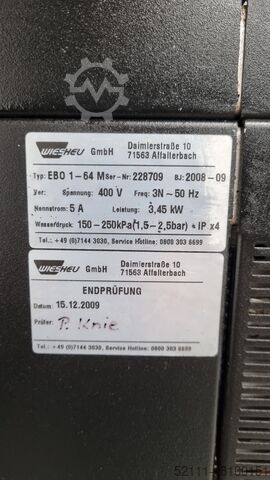 WIESHEU GmbH Daimlerstraße 10
71563 Affalterbach
Typ: EBO 1-64 M Ser-Nr: 228709 BJ: 2008-09
Ver: Spannung: 400 V Freq: 3N~50 Hz
Nennstrom: 5 A Leistung: 3,45 kW
Wasserdruck: 150-250kPa(1,5-2,5bar) IP x4
Tel.: +49 (0)7144 3030, Service Hotline: 0800 303 6699
WIESHEU GmbH Daimlerstraße 10
71563 Affalterbach
ENDPRÜFUNG
Datum: 15.12.2009
Prüfer: P. Knie
Tel.: +49 (0)7144 3030, Service Hotline: 0800 303 6699